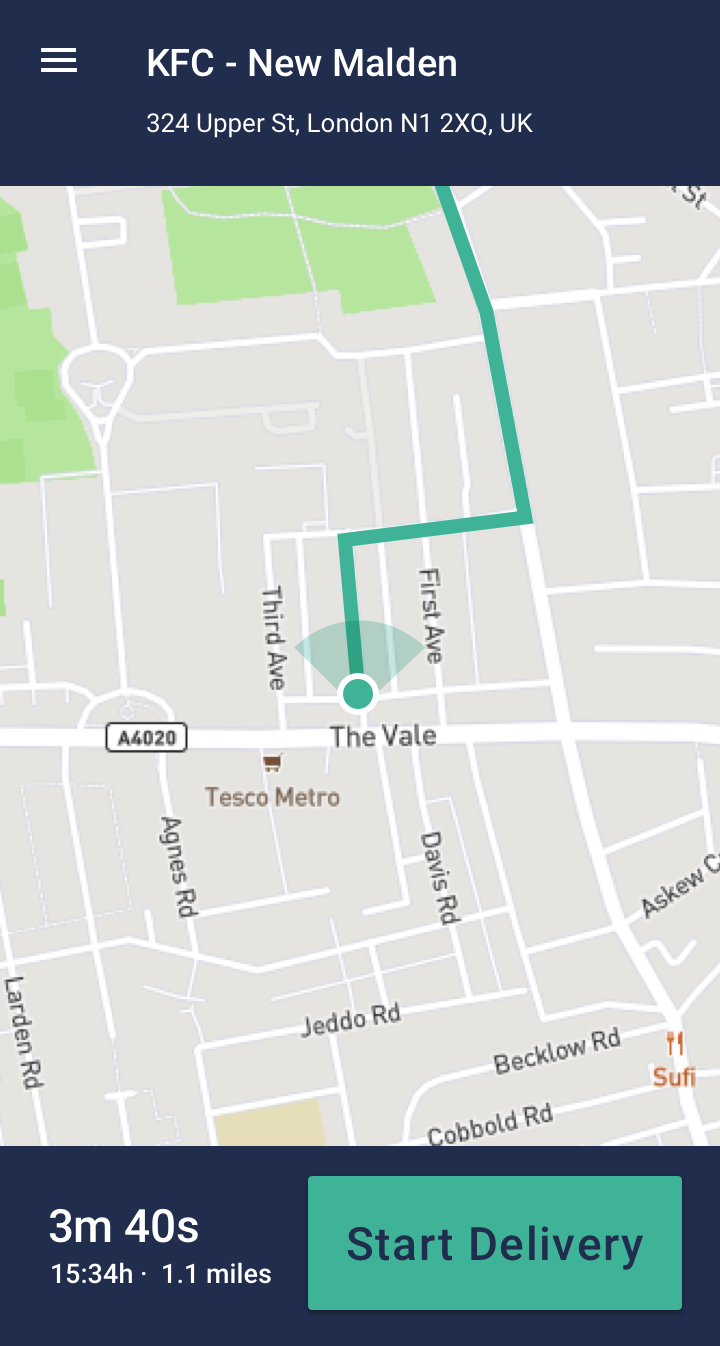 KFC - New Malden
324 Upper St, London N1 2XQ, UK
St
Third Ave
First Ave
A4020
The Vale
Tesco Metro
Agnes Rd
Davis Rd
Askew
Larden Rd
Jeddo Rd
Becklow Rd
Sufi
Cobbold Rd
3m 40s
15:34h · 1.1 miles
Start Delivery